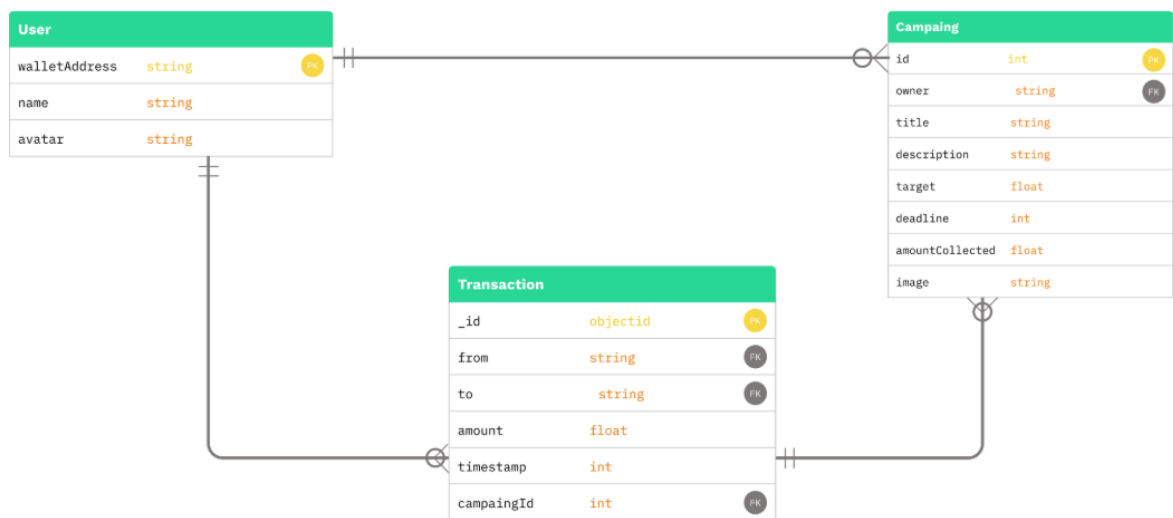 User
walletAddress string PK
name string
avatar string
Campaing
id int PK
owner string FK
title string
description string
target float
deadline int
amountCollected float
image string
Transaction
_id objectid PK
from string FK
to string FK
amount float
timestamp int
campaingId int FK